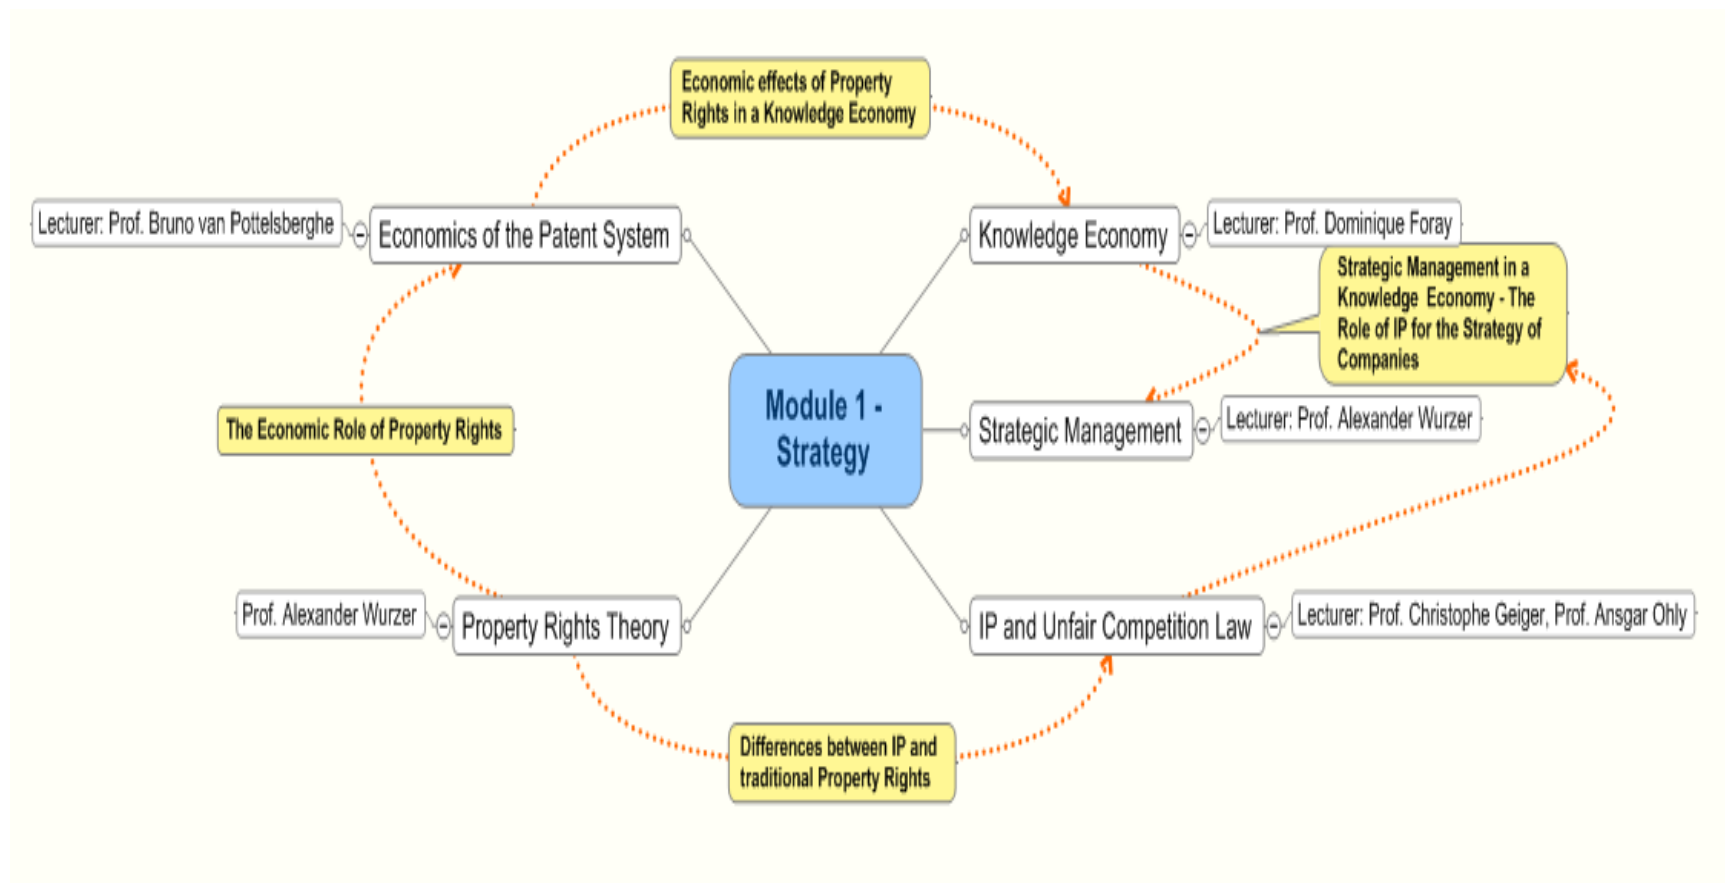 Economic effects of Property
Rights in a Knowledge Economy
Lecturer: Prof. Bruno van Pottelsberghe
Economics of the Patent System
Knowledge Economy
Lecturer: Prof. Dominique Foray
Strategic Management in a
Knowledge Economy - The
Role of IP for the Strategy of
Companies
Module 1 -
Strategy
The Economic Role of Property Rights
Strategic Management
Lecturer: Prof. Alexander Wurzer
Prof. Alexander Wurzer
Property Rights Theory
IP and Unfair Competition Law
Lecturer: Prof. Christophe Geiger, Prof. Ansgar Ohly
Differences between IP and
traditional Property Rights